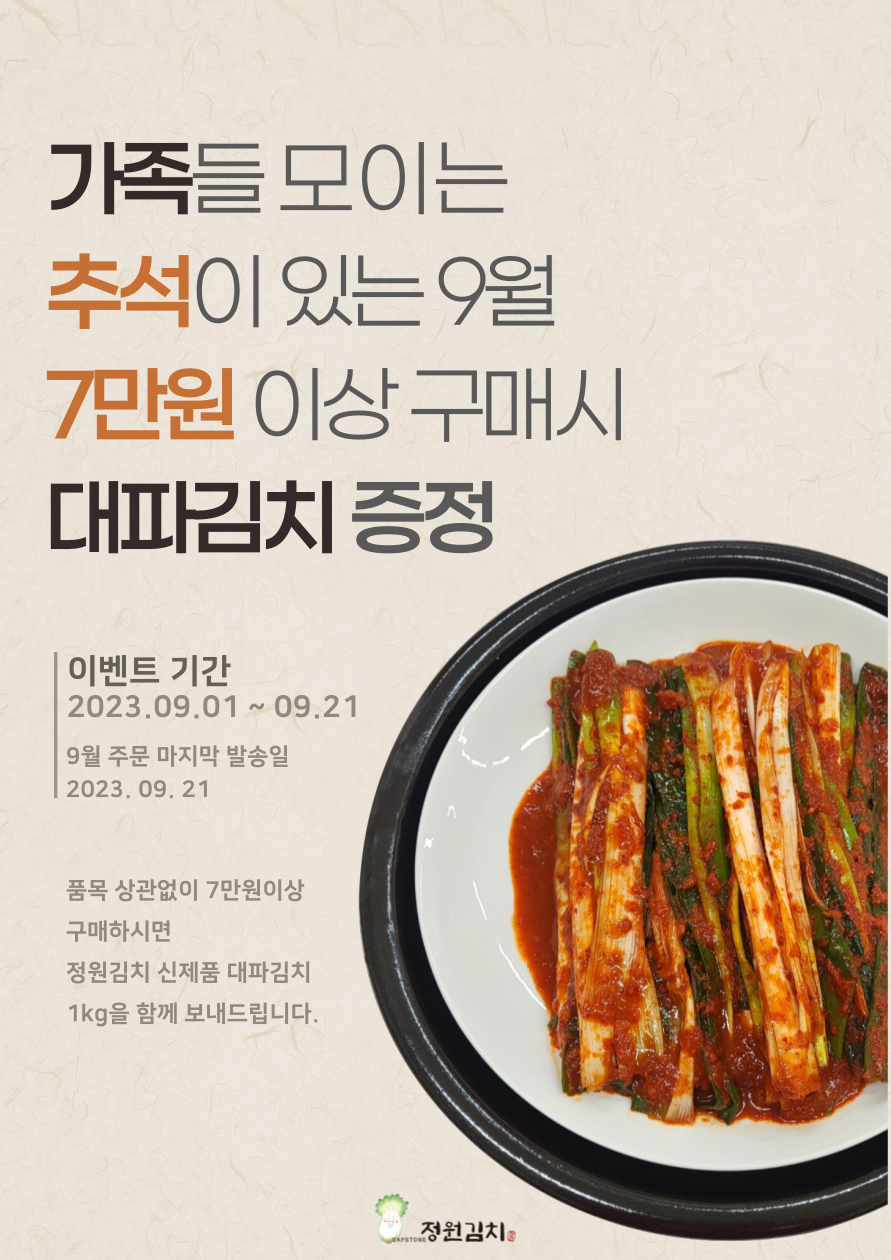 가족들 모이는
추석이 있는 9월
7만원 이상 구매시
대파김치 증정
이벤트 기간
2023.09.01 ~ 09.21
9월 주문 마지막 발송일
2023. 09. 21
품목 상관없이 7만원이상
구매하시면
정원김치 신제품 대파김치
1kg을 함께 보내드립니다.
CAPSTONE 정원김치